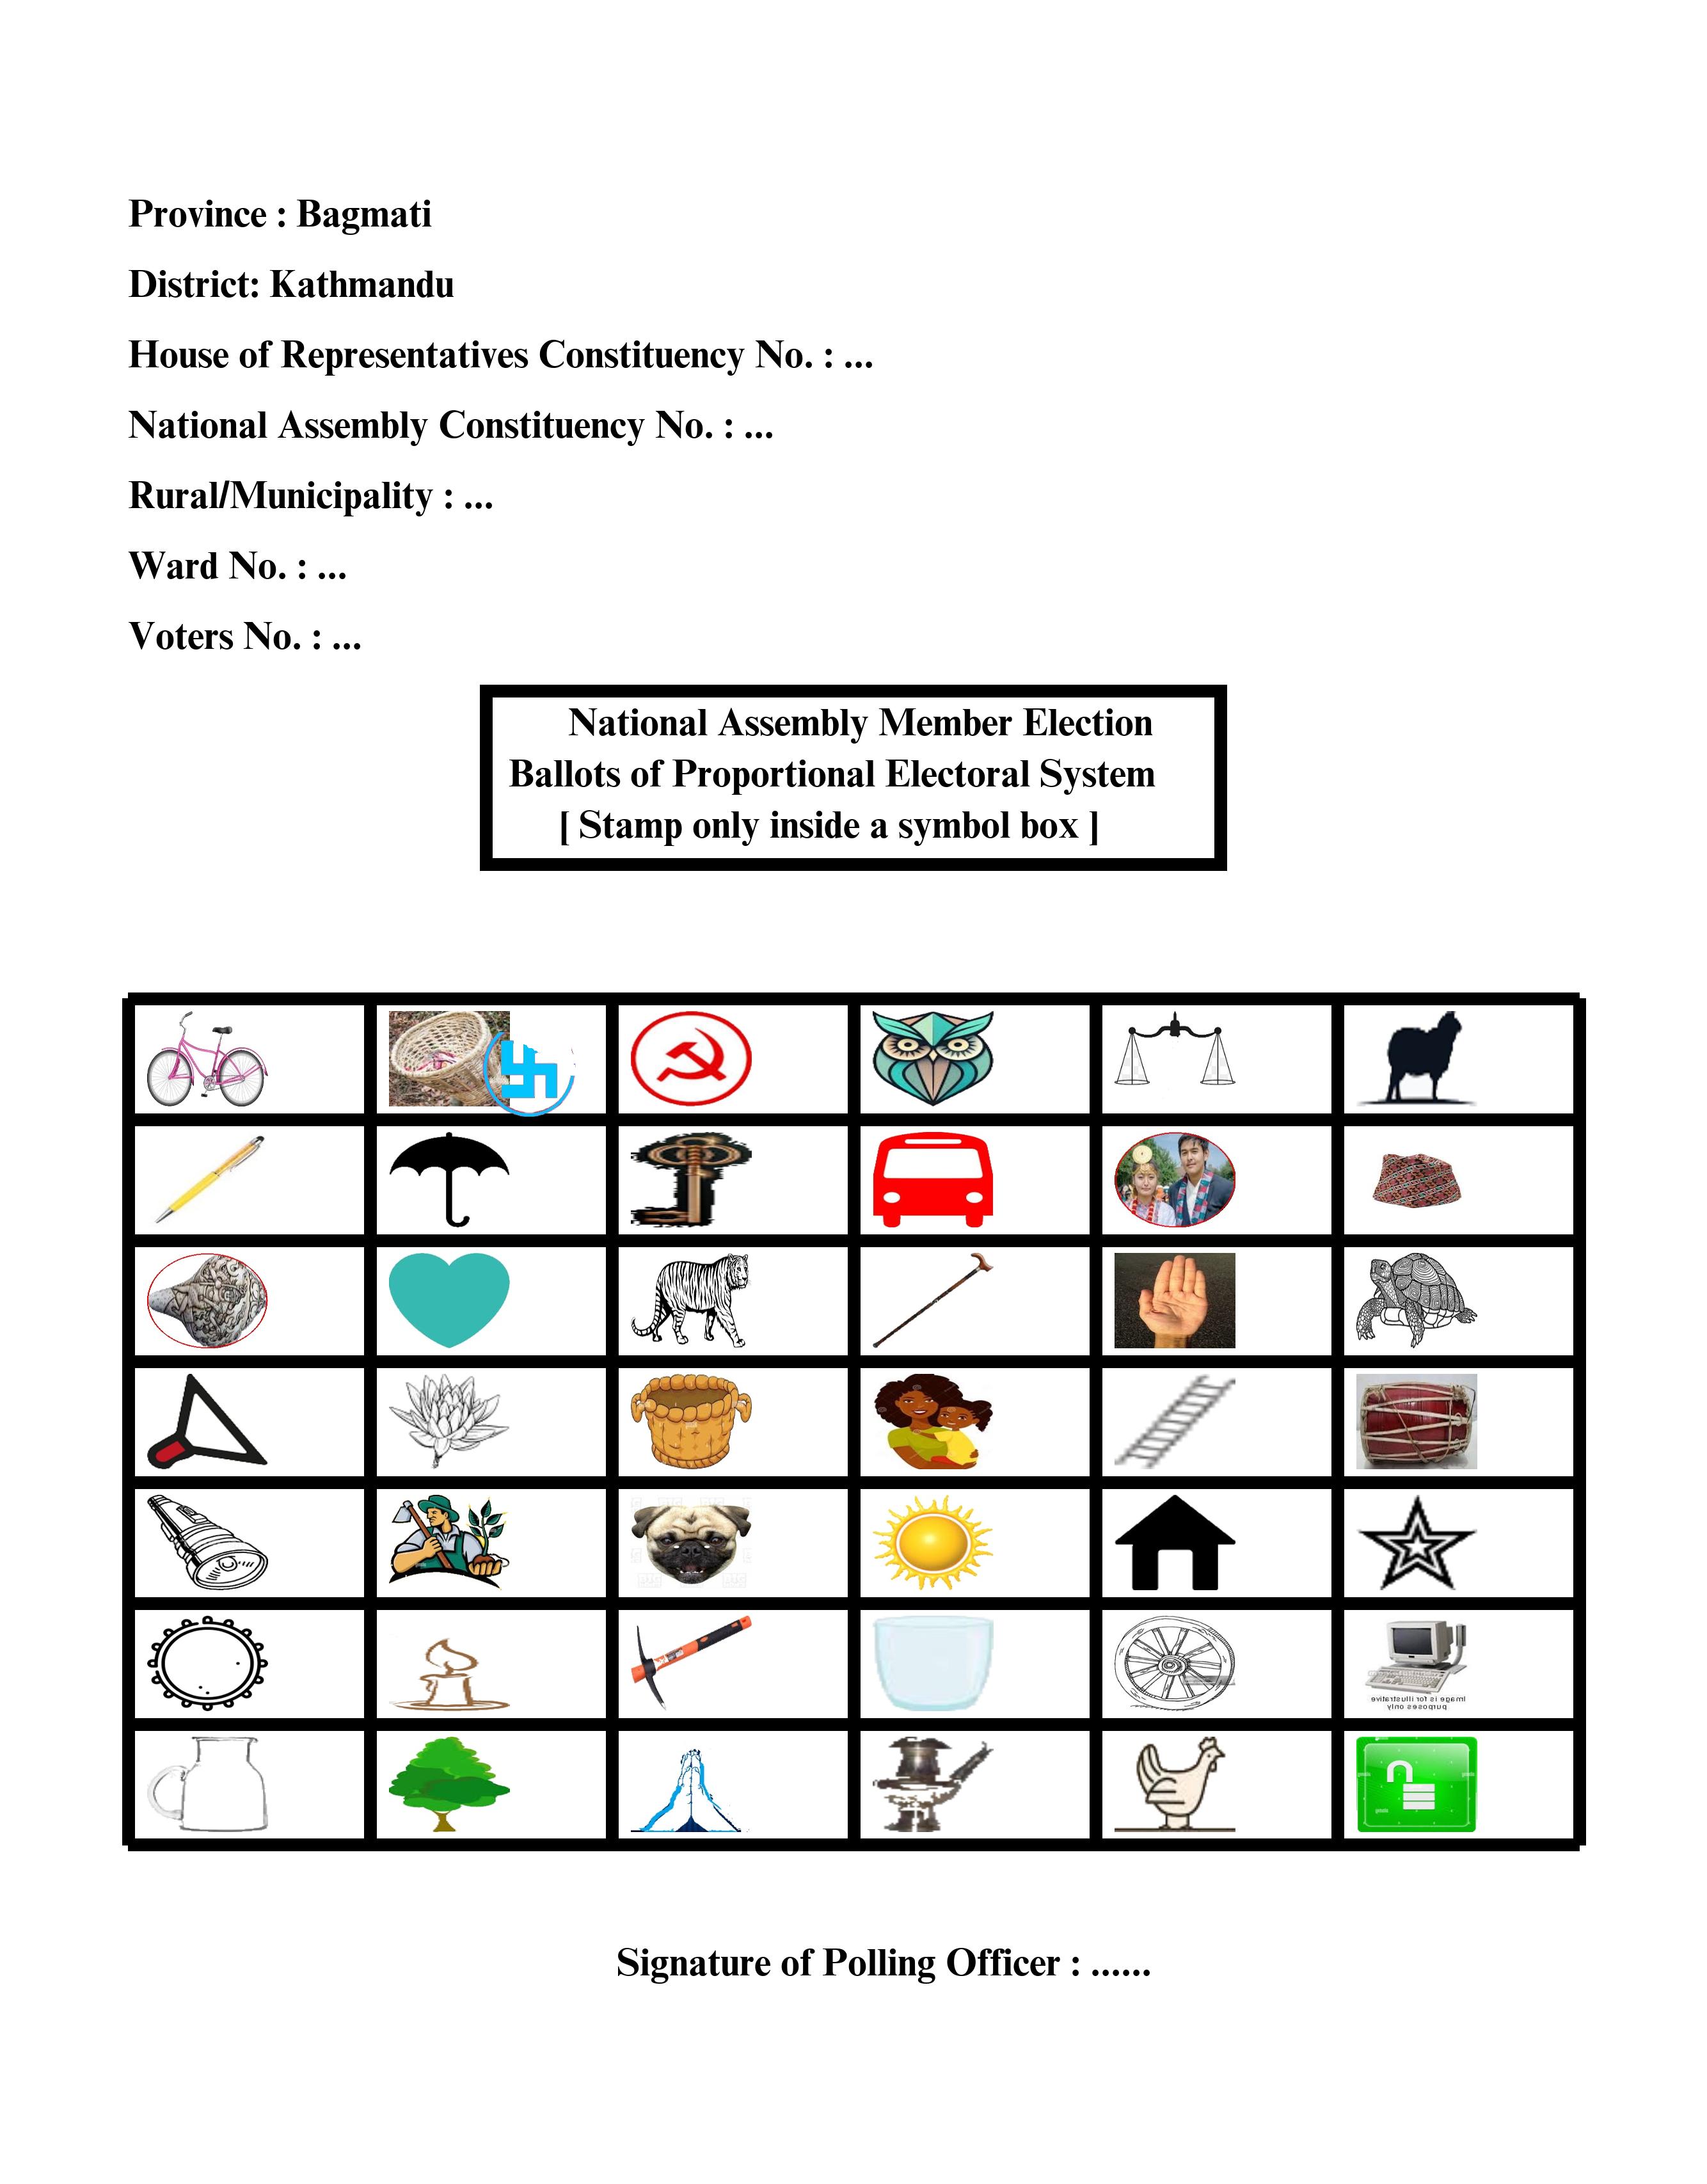 Province : Bagmati
District: Kathmandu
House of Representatives Constituency No. : ...
National Assembly Constituency No. : ...
Rural/Municipality : ...
Ward No. : ...
Voters No. : ...
National Assembly Member Election
Ballots of Proportional Electoral System
[ Stamp only inside a symbol box ]
Image is for illustrative
purposes only
Signature of Polling Officer : ......